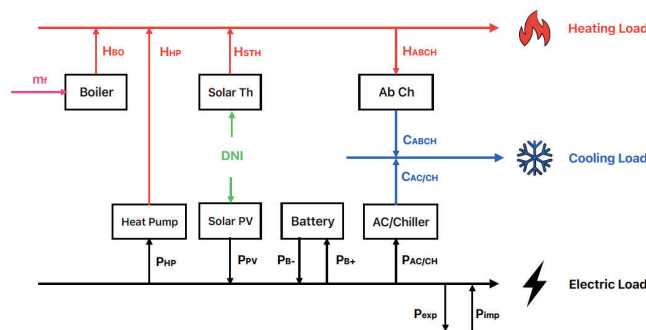 Heating Load
HBO
HHP
HSTH
HABCH
mf
Boiler
Solar Th
Ab Ch
DNI
CABCH
Cooling Load
CAC/CH
Heat Pump
Solar PV
Battery
AC/Chiller
PHP
PPV
PB-
PB+
PAC/CH
Electric Load
Pexp
Pimp